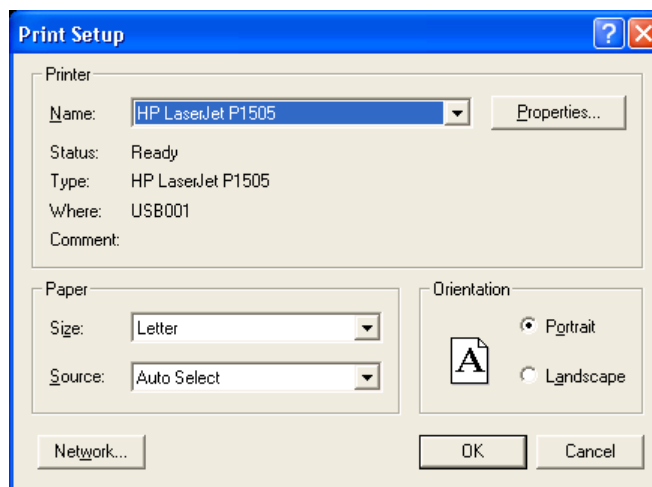 Print Setup
Printer
Name: HP LaserJet P1505 Properties...
Status: Ready
Type: HP LaserJet P1505
Where: USB001
Comment:
Paper
Size: Letter
Source: Auto Select
Orientation
A
Portrait
Landscape
Network... OK Cancel